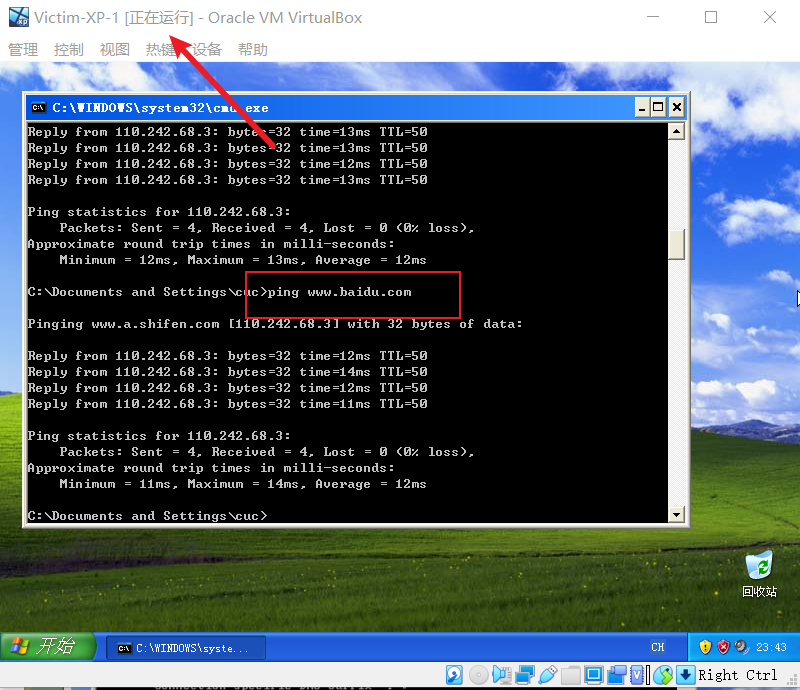 Victim-XP-1 [正在运行] - Oracle VM VirtualBox
管理 控制 视图 热键 设备 帮助
C:\WINDOWS\system32\cmd.exe
Reply from 110.242.68.3: bytes=32 time=13ms TTL=50
Reply from 110.242.68.3: bytes=32 time=13ms TTL=50
Reply from 110.242.68.3: bytes=32 time=12ms TTL=50
Reply from 110.242.68.3: bytes=32 time=13ms TTL=50
Ping statistics for 110.242.68.3:
Packets: Sent = 4, Received = 4, Lost = 0 (0% loss),
Approximate round trip times in milli-seconds:
Minimum = 12ms, Maximum = 13ms, Average = 12ms
C:\Documents and Settings\cuc>ping www.baidu.com
Pinging www.a.shifen.com [110.242.68.3] with 32 bytes of data:
Reply from 110.242.68.3: bytes=32 time=12ms TTL=50
Reply from 110.242.68.3: bytes=32 time=14ms TTL=50
Reply from 110.242.68.3: bytes=32 time=12ms TTL=50
Reply from 110.242.68.3: bytes=32 time=11ms TTL=50
Ping statistics for 110.242.68.3:
Packets: Sent = 4, Received = 4, Lost = 0 (0% loss),
Approximate round trip times in milli-seconds:
Minimum = 11ms, Maximum = 14ms, Average = 12ms
C:\Documents and Settings\cuc>
回收站
开始 C:\WINDOWS\syste... CH 23:43
Right Ctrl